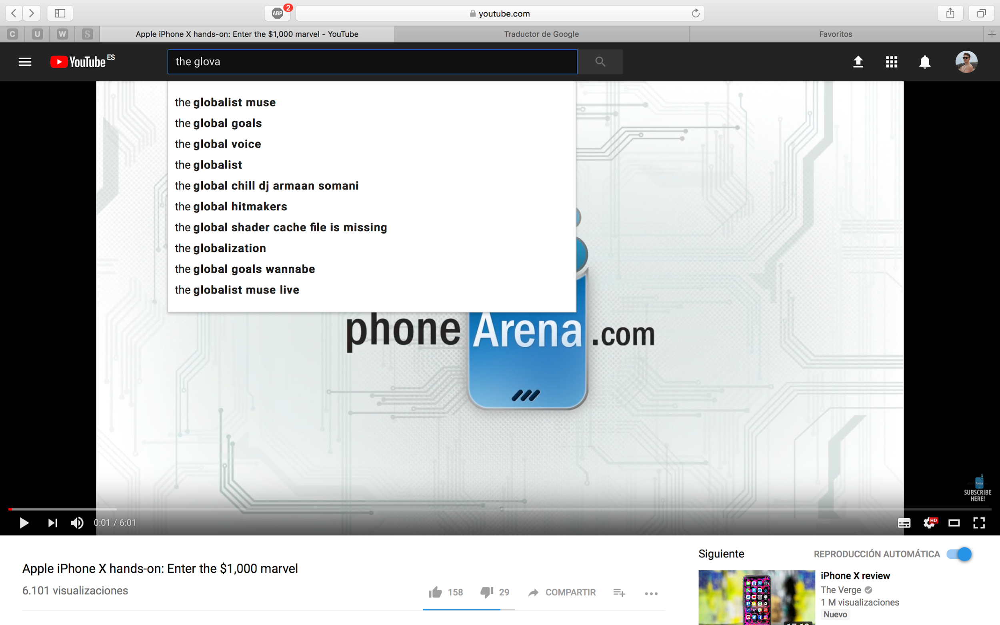 ABP
2
youtube.com
C
U
W
S
Apple iPhone X hands-on: Enter the $1,000 marvel - YouTube
Traductor de Google
Favoritos
YouTube ES
the glova
the globalist muse
the global goals
the global voice
the globalist
the global chill dj armaan somani
the global hitmakers
the global shader cache file is missing
the globalization
the global goals wannabe
the globalist muse live
phoneArena.com
Arena
SUBSCRIBE
HERE!
0:01 / 6:01
HD
Apple iPhone X hands-on: Enter the $1,000 marvel
6.101 visualizaciones
158
29
COMPARTIR
Siguiente
REPRODUCCIÓN AUTOMÁTICA
iPhone X review
The Verge
1 M visualizaciones
Nuevo